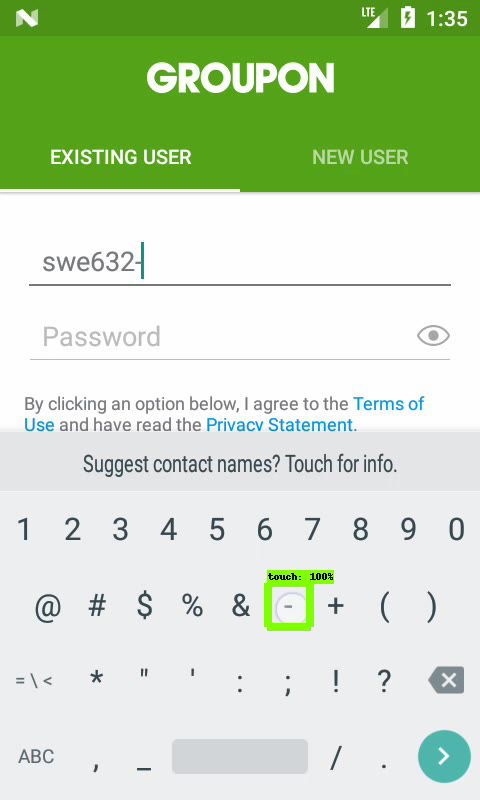 LTE 1:35
GROUPON
EXISTING USER NEW USER
swe632-
Password
By clicking an option below, I agree to the Terms of
Use and have read the Privacy Statement.
Suggest contact names? Touch for info.
1 2 3 4 5 6 7 8 9 0
touch: 100%
@ # $ % & - + ( )
= \ < * " ' : ; ! ?
ABC , _ / .